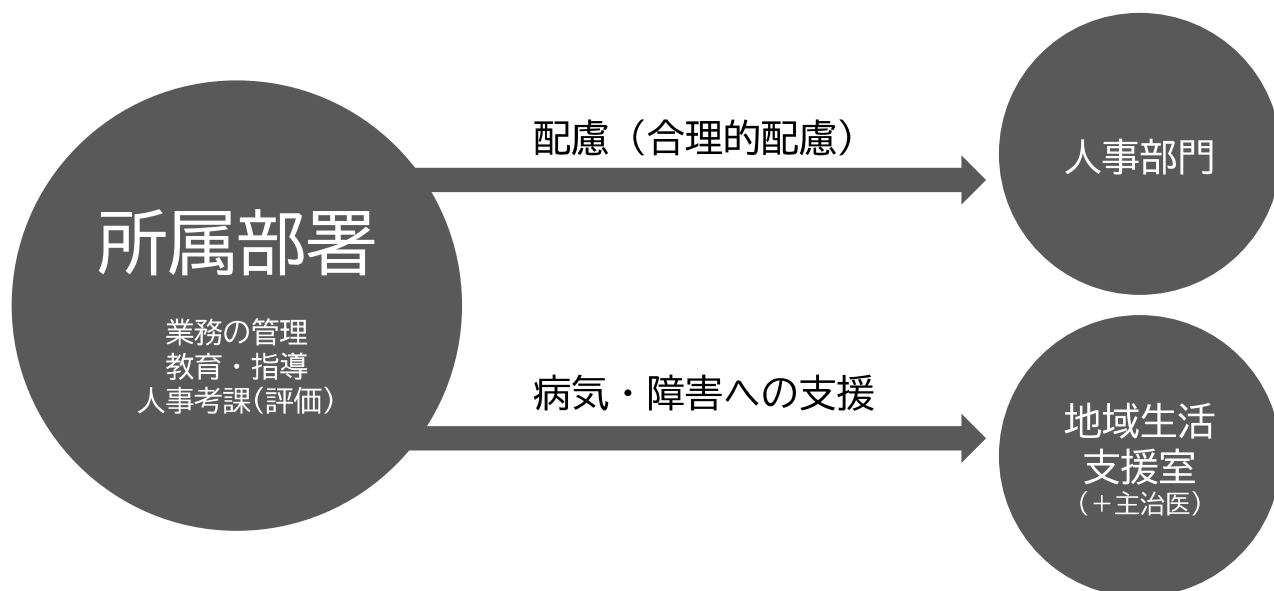 所属部署
業務の管理
教育・指導
人事考課(評価)
配慮（合理的配慮）
人事部門
病気・障害への支援
地域生活
支援室
（＋主治医）